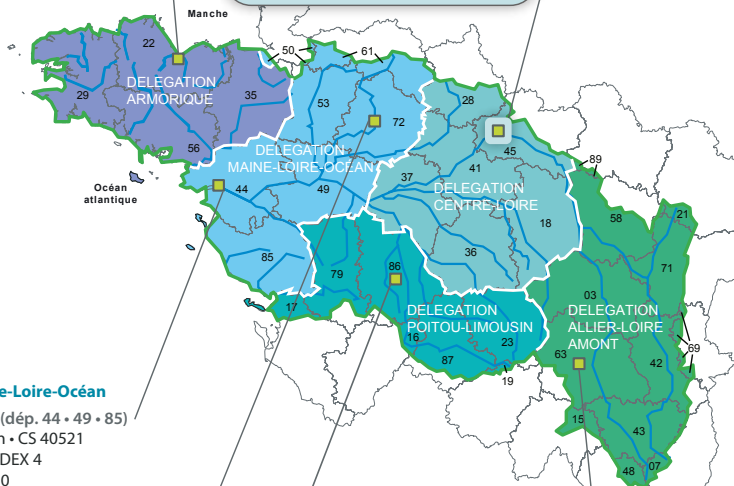 Manche
22
50
61
DELEGATION
ARMORIQUE
29
35
53
28
72
56
45
DELEGATION
MAINE-LOIRE-OCÉAN
41
89
37
Océan
atlantique
44
49
DELEGATION
CENTRE-LOIRE
58
21
18
85
36
71
79
86
03
17
DELEGATION
POITOU-LIMOUSIN
DELEGATION
ALLIER-LOIRE
AMONT
16
23
63
69
87
42
19
e-Loire-Océan
(dép. 44 • 49 • 85)
15
n • CS 40521
43
DEX 4
07
48
0